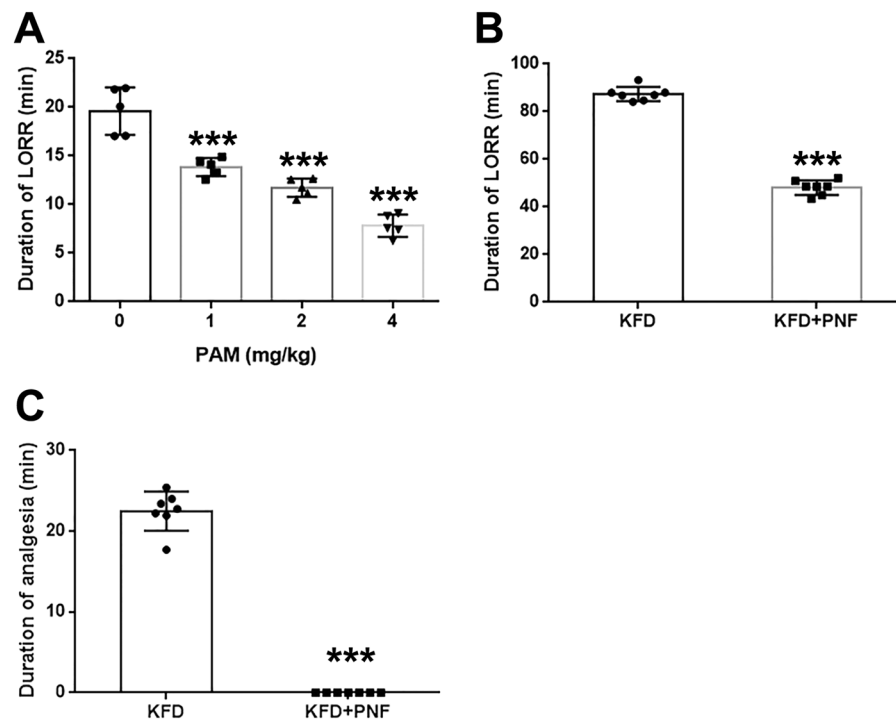 A
Duration of LORR (min)
25
20
15
10
5
0
***
***
***
0 1 2 4
PAM (mg/kg)
B
Duration of LORR (min)
100
80
60
40
20
0
***
KFD KFD+PNF
C
Duration of analgesia (min)
30
20
10
0
***
KFD KFD+PNF